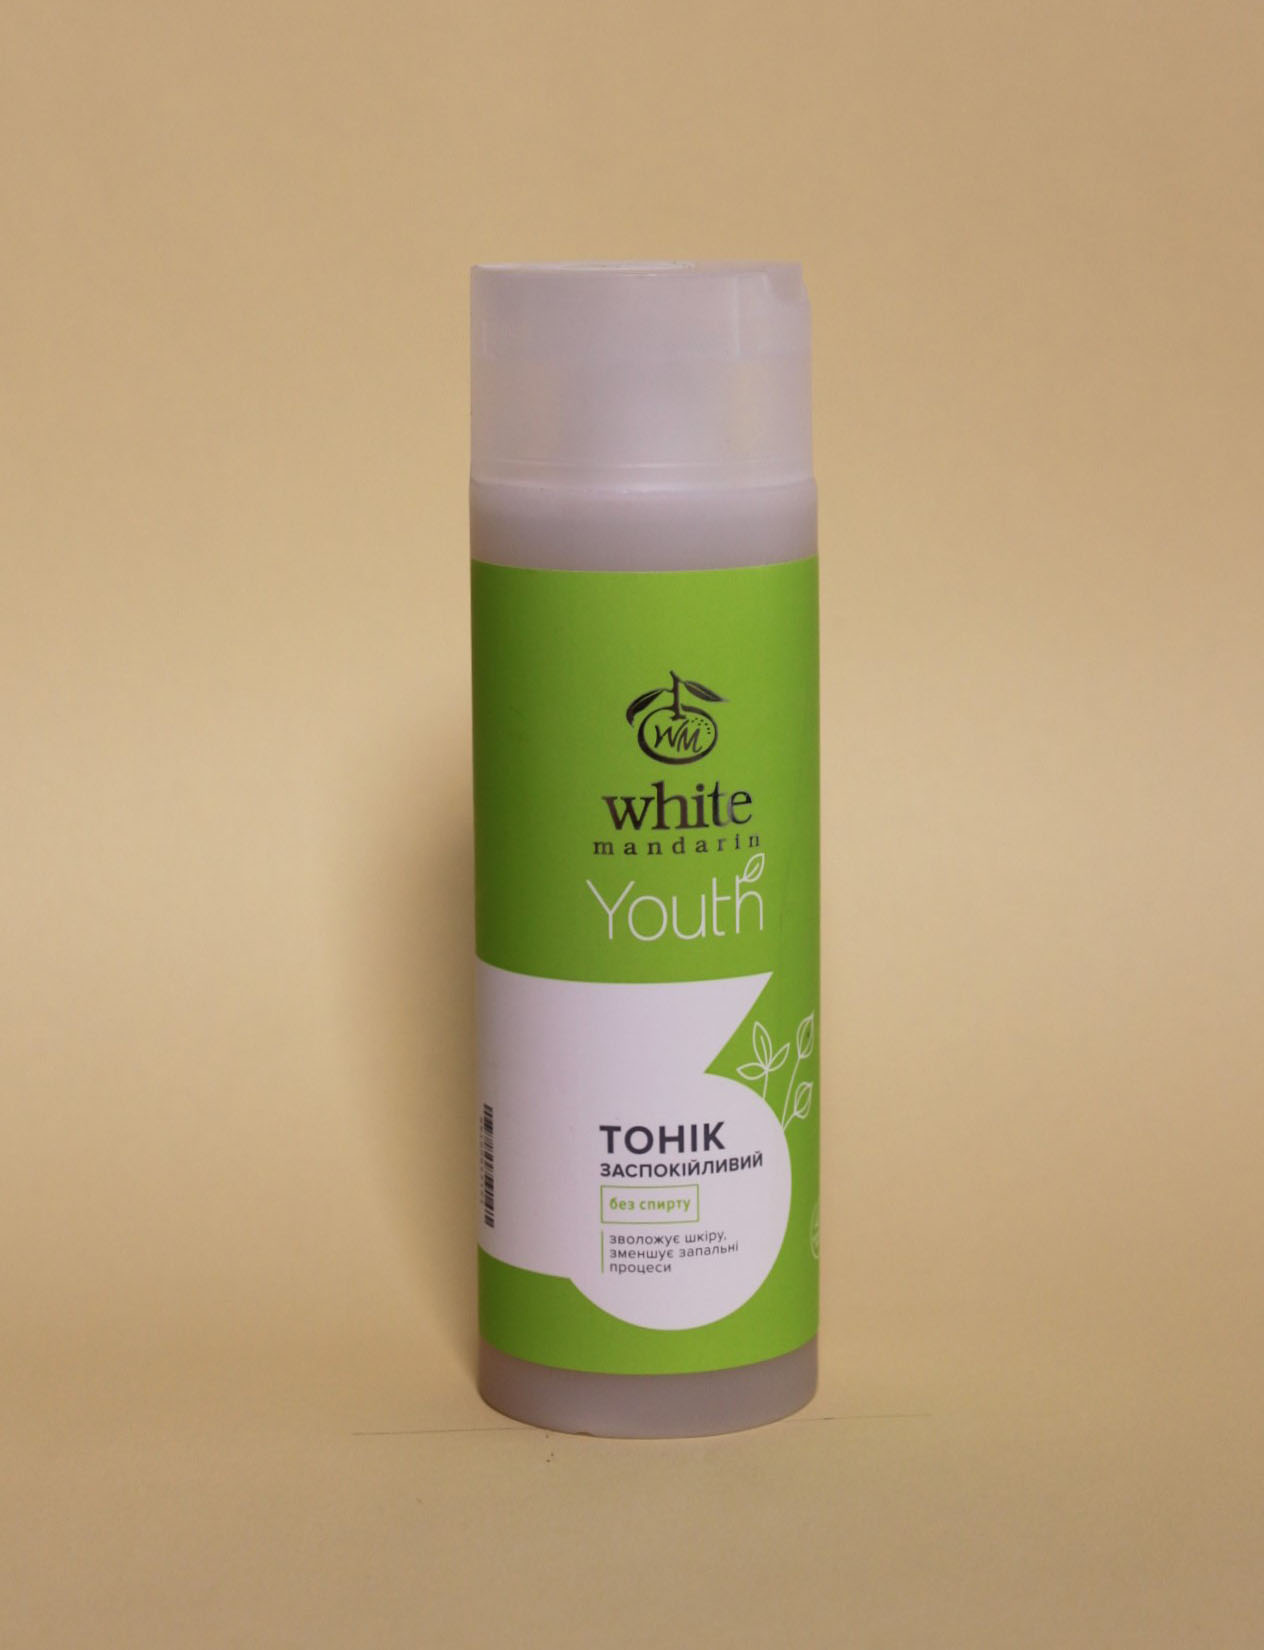 WM
white
mandarin
Youth
ТОНІК
ЗАСПОКІЙЛИВИЙ
без спирту
зволожує шкіру,
зменшує запальні
процеси